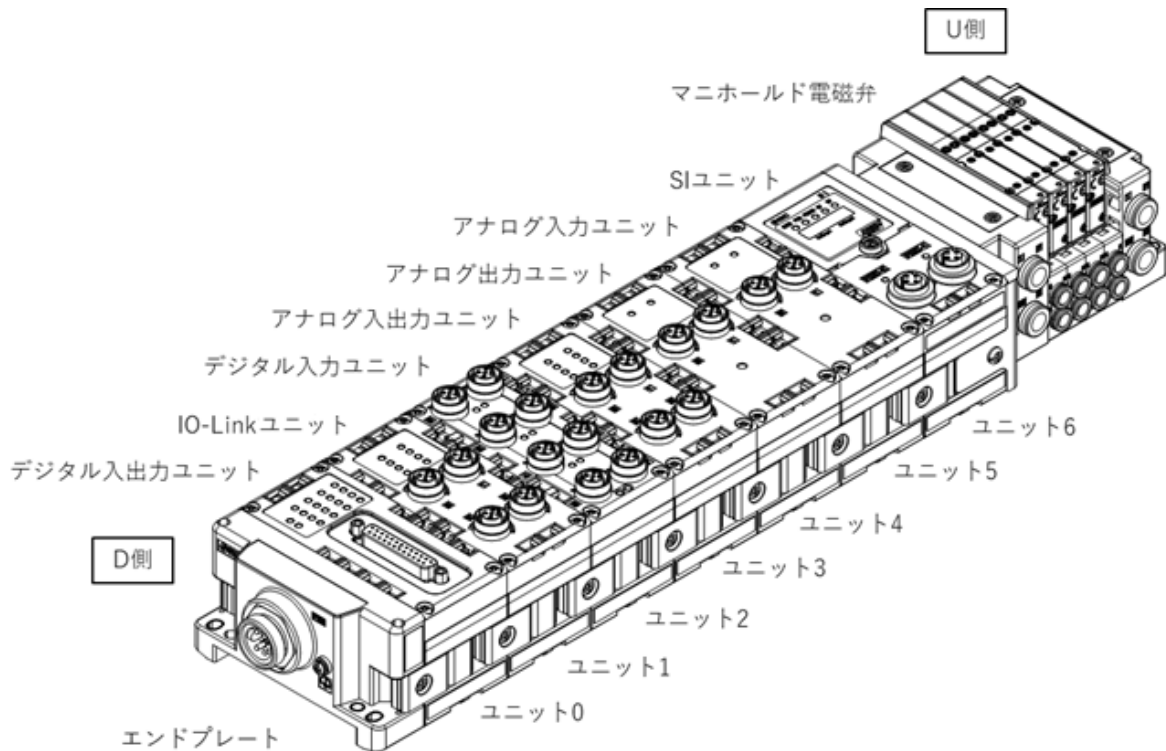 U側
マニホールド電磁弁
SIユニット
アナログ入力ユニット
アナログ出力ユニット
アナログ入出力ユニット
デジタル入力ユニット
IO-Linkユニット
デジタル入出力ユニット
D側
ユニット6
ユニット5
ユニット4
ユニット3
ユニット2
ユニット1
ユニット0
エンドプレート